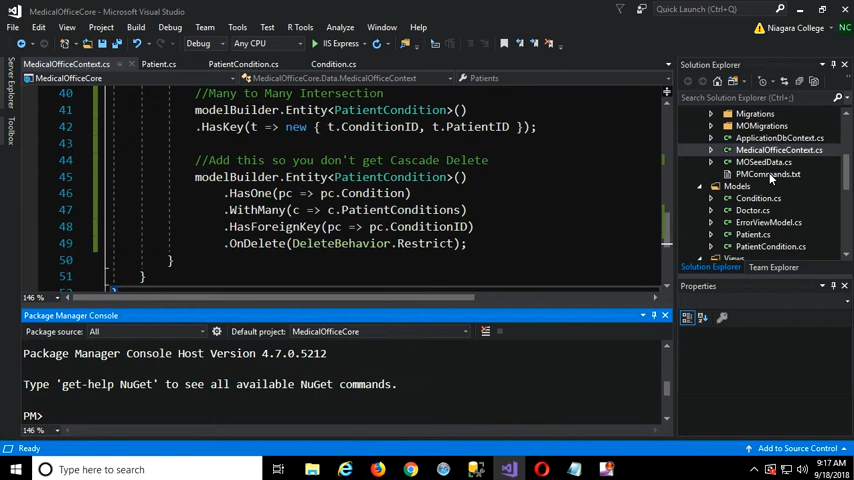 MedicalOfficeCore - Microsoft Visual Studio
Quick Launch (Ctrl+;)
File Edit View Project Build Debug Team Tools Test R Tools Analyze Window Help
Niagara College
NC
Debug Any CPU IIS Express
MedicalOfficeContext.cs Patient.cs PatientCondition.cs Condition.cs
MedicalOfficeCore MedicalOfficeCore.Data.MedicalOfficeContext Patients
Server Explorer
Toolbox
40 //Many to Many Intersection
41 modelBuilder.Entity<PatientCondition>()
42 .HasKey(t => new { t.ConditionID, t.PatientID });
43
44 //Add this so you don't get Cascade Delete
45 modelBuilder.Entity<PatientCondition>()
46 .HasOne(pc => pc.Condition)
47 .WithMany(c => c.PatientConditions)
48 .HasForeignKey(pc => pc.ConditionID)
49 .OnDelete(DeleteBehavior.Restrict);
50 }
51 }
52 }
146 %
Package Manager Console
Package source: All Default project: MedicalOfficeCore
Package Manager Console Host Version 4.7.0.5212
Type 'get-help NuGet' to see all available NuGet commands.
PM>
146 %
Solution Explorer
Search Solution Explorer (Ctrl+;)
Migrations
MOMigrations
ApplicationDbContext.cs
MedicalOfficeContext.cs
MOSeedData.cs
PMCommands.txt
Models
Condition.cs
Doctor.cs
ErrorViewModel.cs
Patient.cs
PatientCondition.cs
Views
Solution Explorer Team Explorer
Properties
Ready
Add to Source Control
Type here to search
9:17 AM
9/18/2018